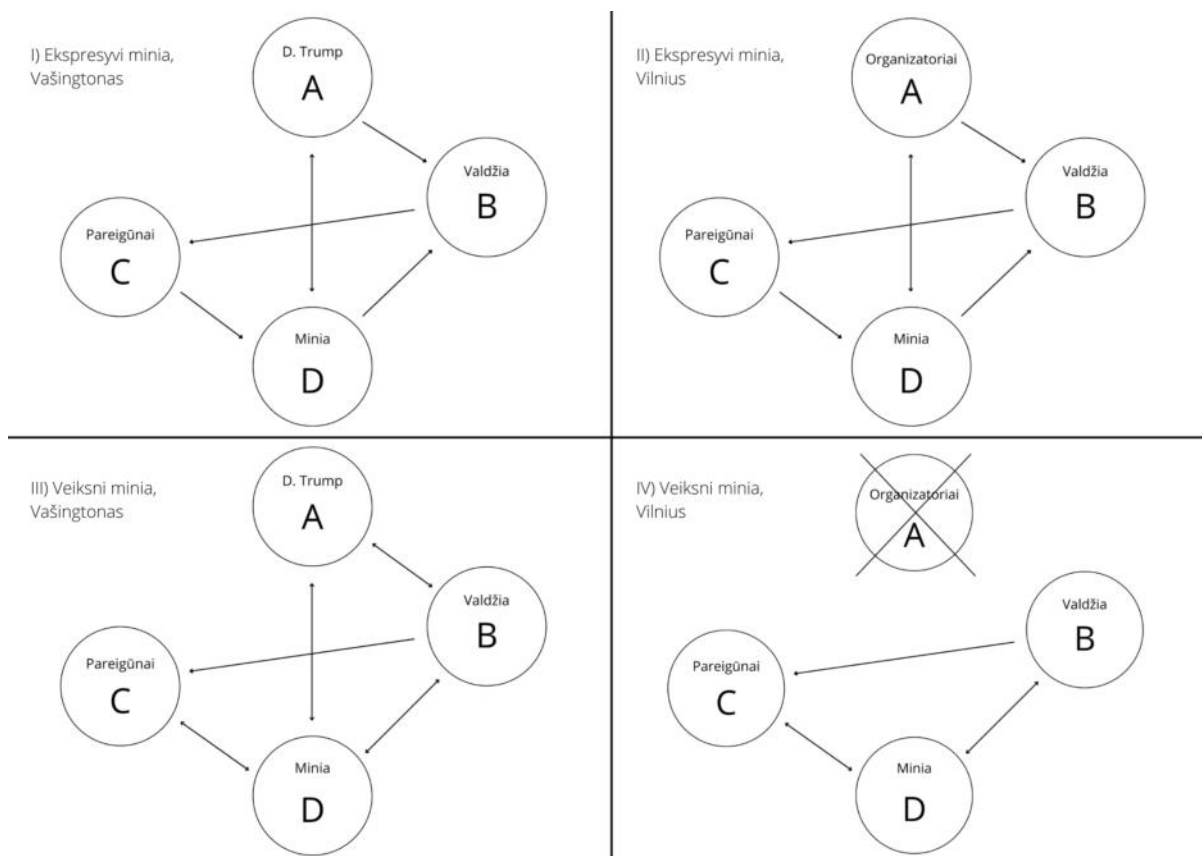 I) Ekspresyvi minia,
Vašingtonas
D. Trump
A
Valdžia
B
Pareigūnai
C
Minia
D
II) Ekspresyvi minia,
Vilnius
Organizatoriai
A
Valdžia
B
Pareigūnai
C
Minia
D
III) Veiksni minia,
Vašingtonas
D. Trump
A
Valdžia
B
Pareigūnai
C
Minia
D
IV) Veiksni minia,
Vilnius
Organizatoriai
A
Valdžia
B
Pareigūnai
C
Minia
D